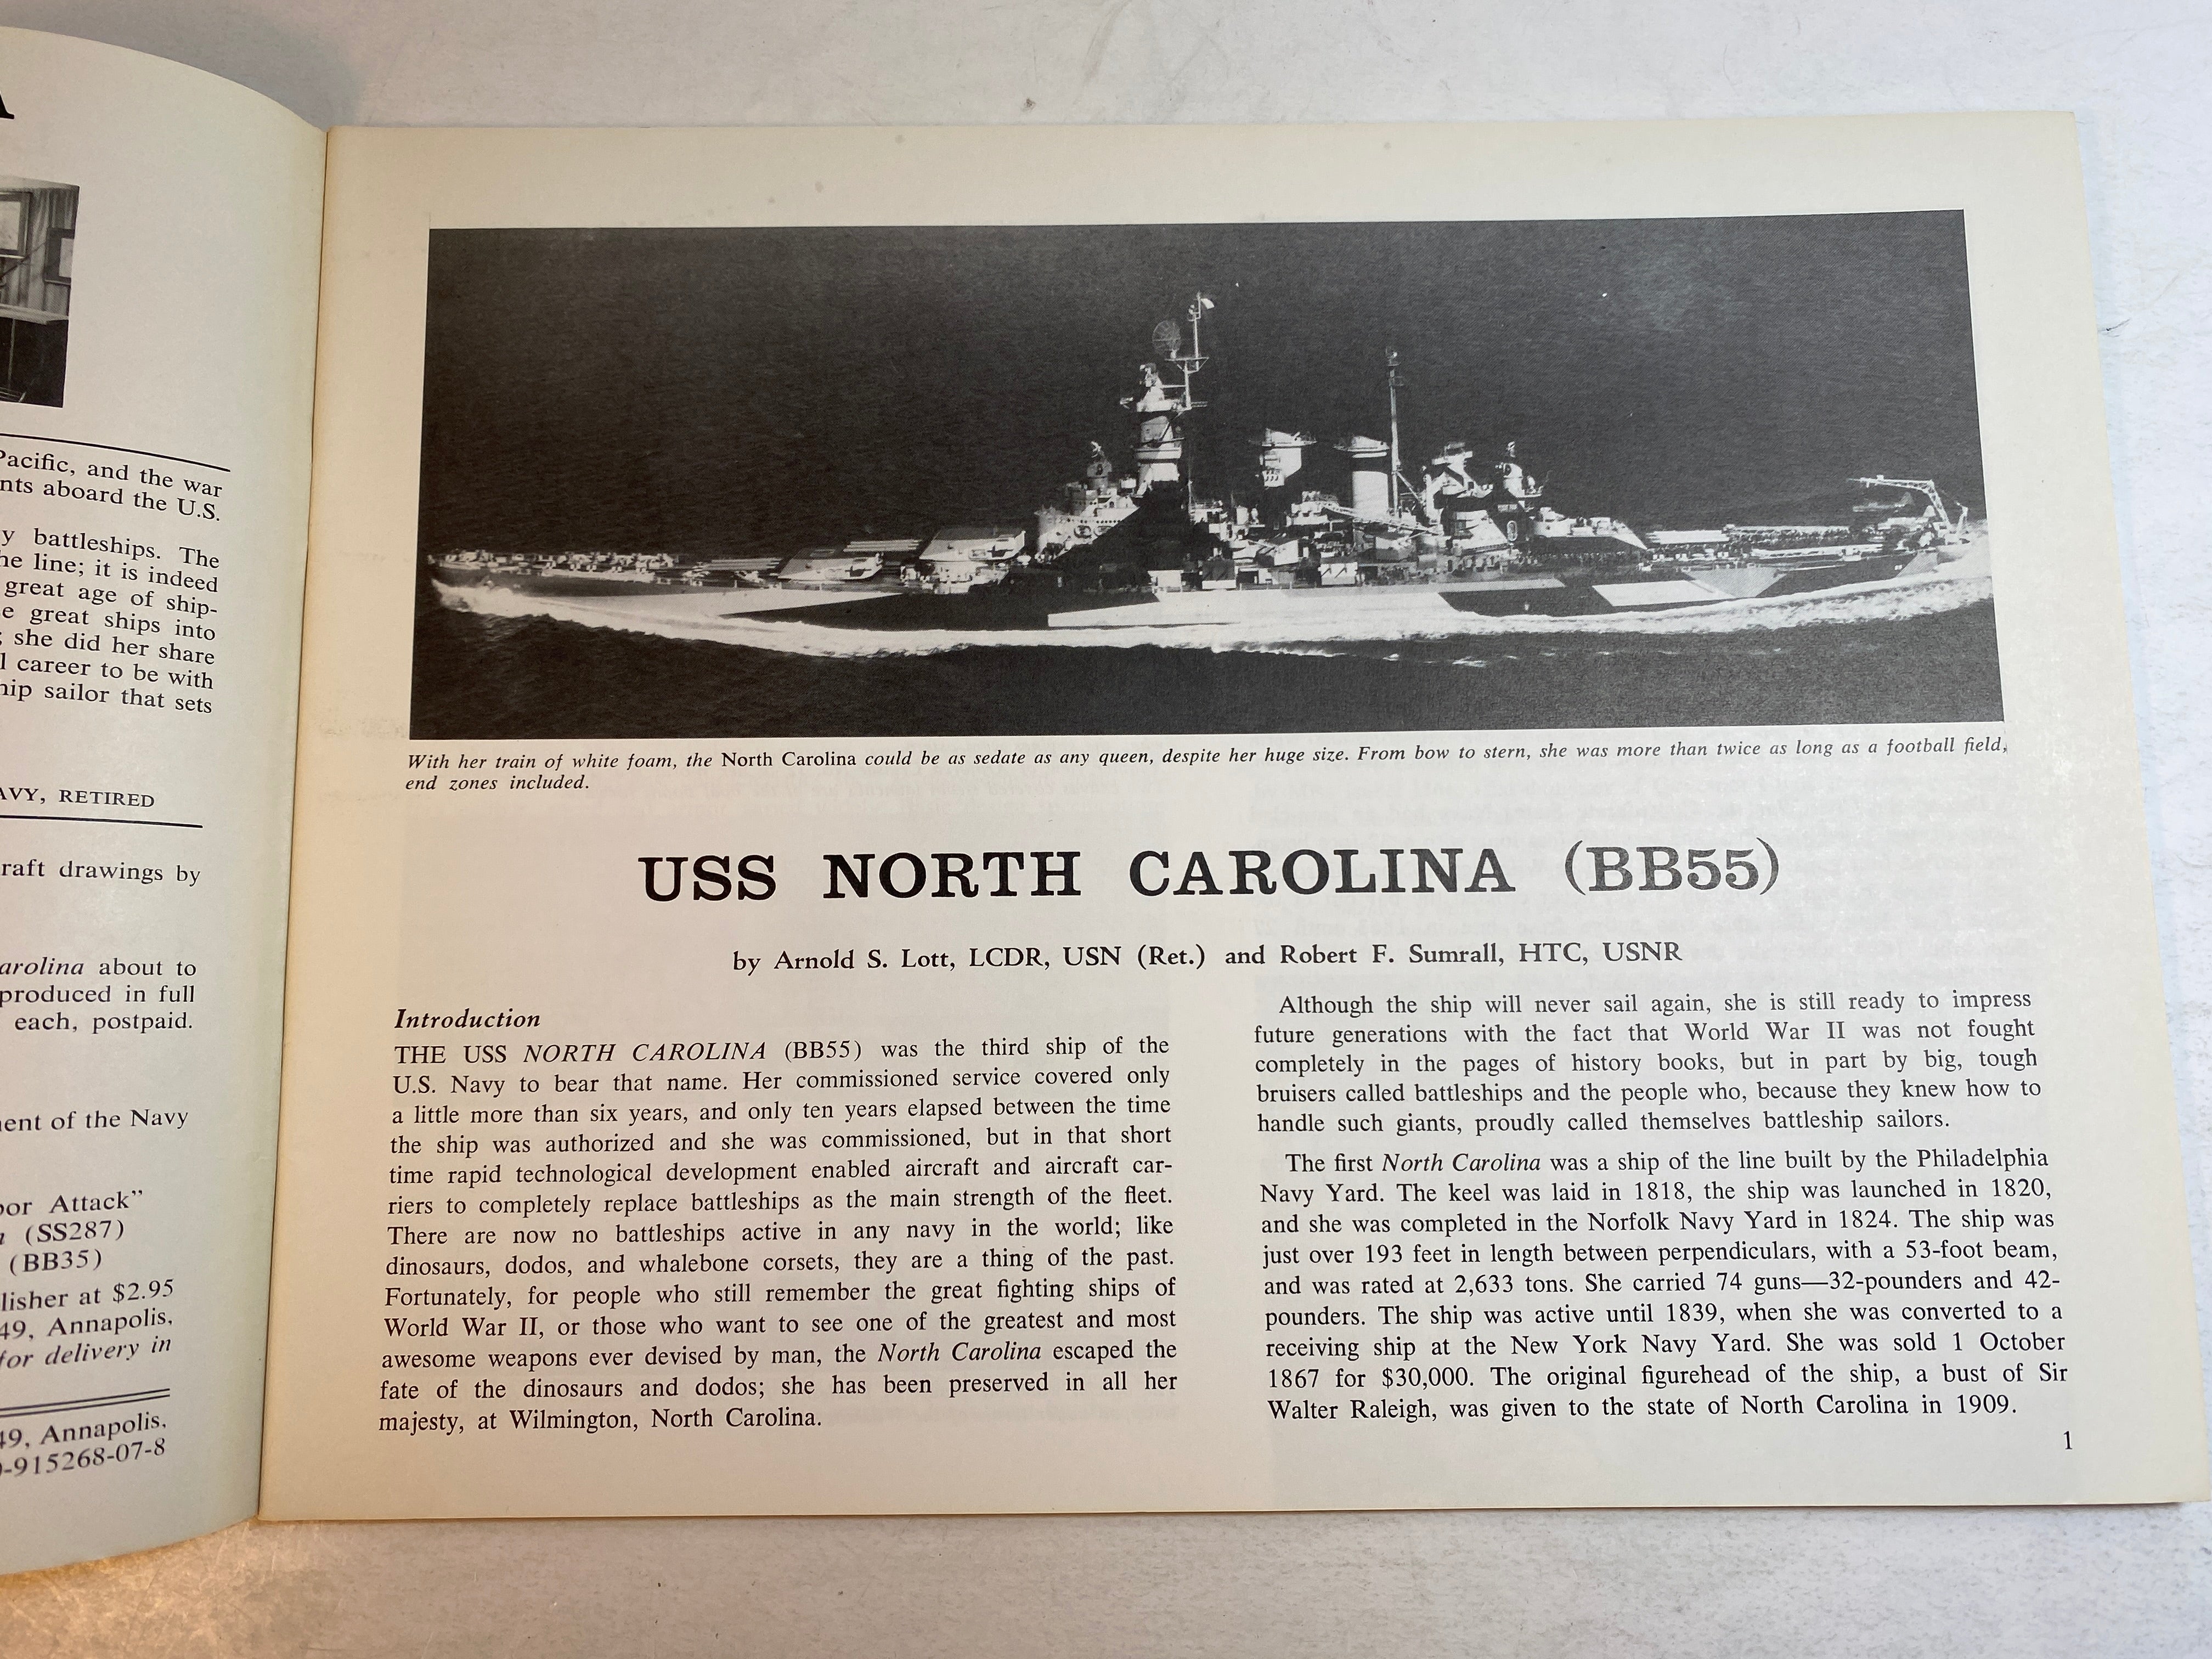 A
Pacific, and the war
nts aboard the U.S.
y battleships. The
he line; it is indeed
great age of ship-
e great ships into
; she did her share
l career to be with
hip sailor that sets
AVY, RETIRED
raft drawings by
arolina about to
produced in full
each, postpaid.
ment of the Navy
bor Attack”
(SS287)
(BB35)
lisher at $2.95
49, Annapolis,
for delivery in
49, Annapolis,
0-915268-07-8
With her train of white foam, the North Carolina could be as sedate as any queen, despite her huge size. From bow to stern, she was more than twice as long as a football field,
end zones included.
USS NORTH CAROLINA (BB55)
by Arnold S. Lott, LCDR, USN (Ret.) and Robert F. Sumrall, HTC, USNR
Introduction
THE USS NORTH CAROLINA (BB55) was the third ship of the
U.S. Navy to bear that name. Her commissioned service covered only
a little more than six years, and only ten years elapsed between the time
the ship was authorized and she was commissioned, but in that short
time rapid technological development enabled aircraft and aircraft car-
riers to completely replace battleships as the main strength of the fleet.
There are now no battleships active in any navy in the world; like
dinosaurs, dodos, and whalebone corsets, they are a thing of the past.
Fortunately, for people who still remember the great fighting ships of
World War II, or those who want to see one of the greatest and most
awesome weapons ever devised by man, the North Carolina escaped the
fate of the dinosaurs and dodos; she has been preserved in all her
majesty, at Wilmington, North Carolina.
Although the ship will never sail again, she is still ready to impress
future generations with the fact that World War II was not fought
completely in the pages of history books, but in part by big, tough
bruisers called battleships and the people who, because they knew how to
handle such giants, proudly called themselves battleship sailors.
The first North Carolina was a ship of the line built by the Philadelphia
Navy Yard. The keel was laid in 1818, the ship was launched in 1820,
and she was completed in the Norfolk Navy Yard in 1824. The ship was
just over 193 feet in length between perpendiculars, with a 53-foot beam,
and was rated at 2,633 tons. She carried 74 guns—32-pounders and 42-
pounders. The ship was active until 1839, when she was converted to a
receiving ship at the New York Navy Yard. She was sold 1 October
1867 for $30,000. The original figurehead of the ship, a bust of Sir
Walter Raleigh, was given to the state of North Carolina in 1909.
1